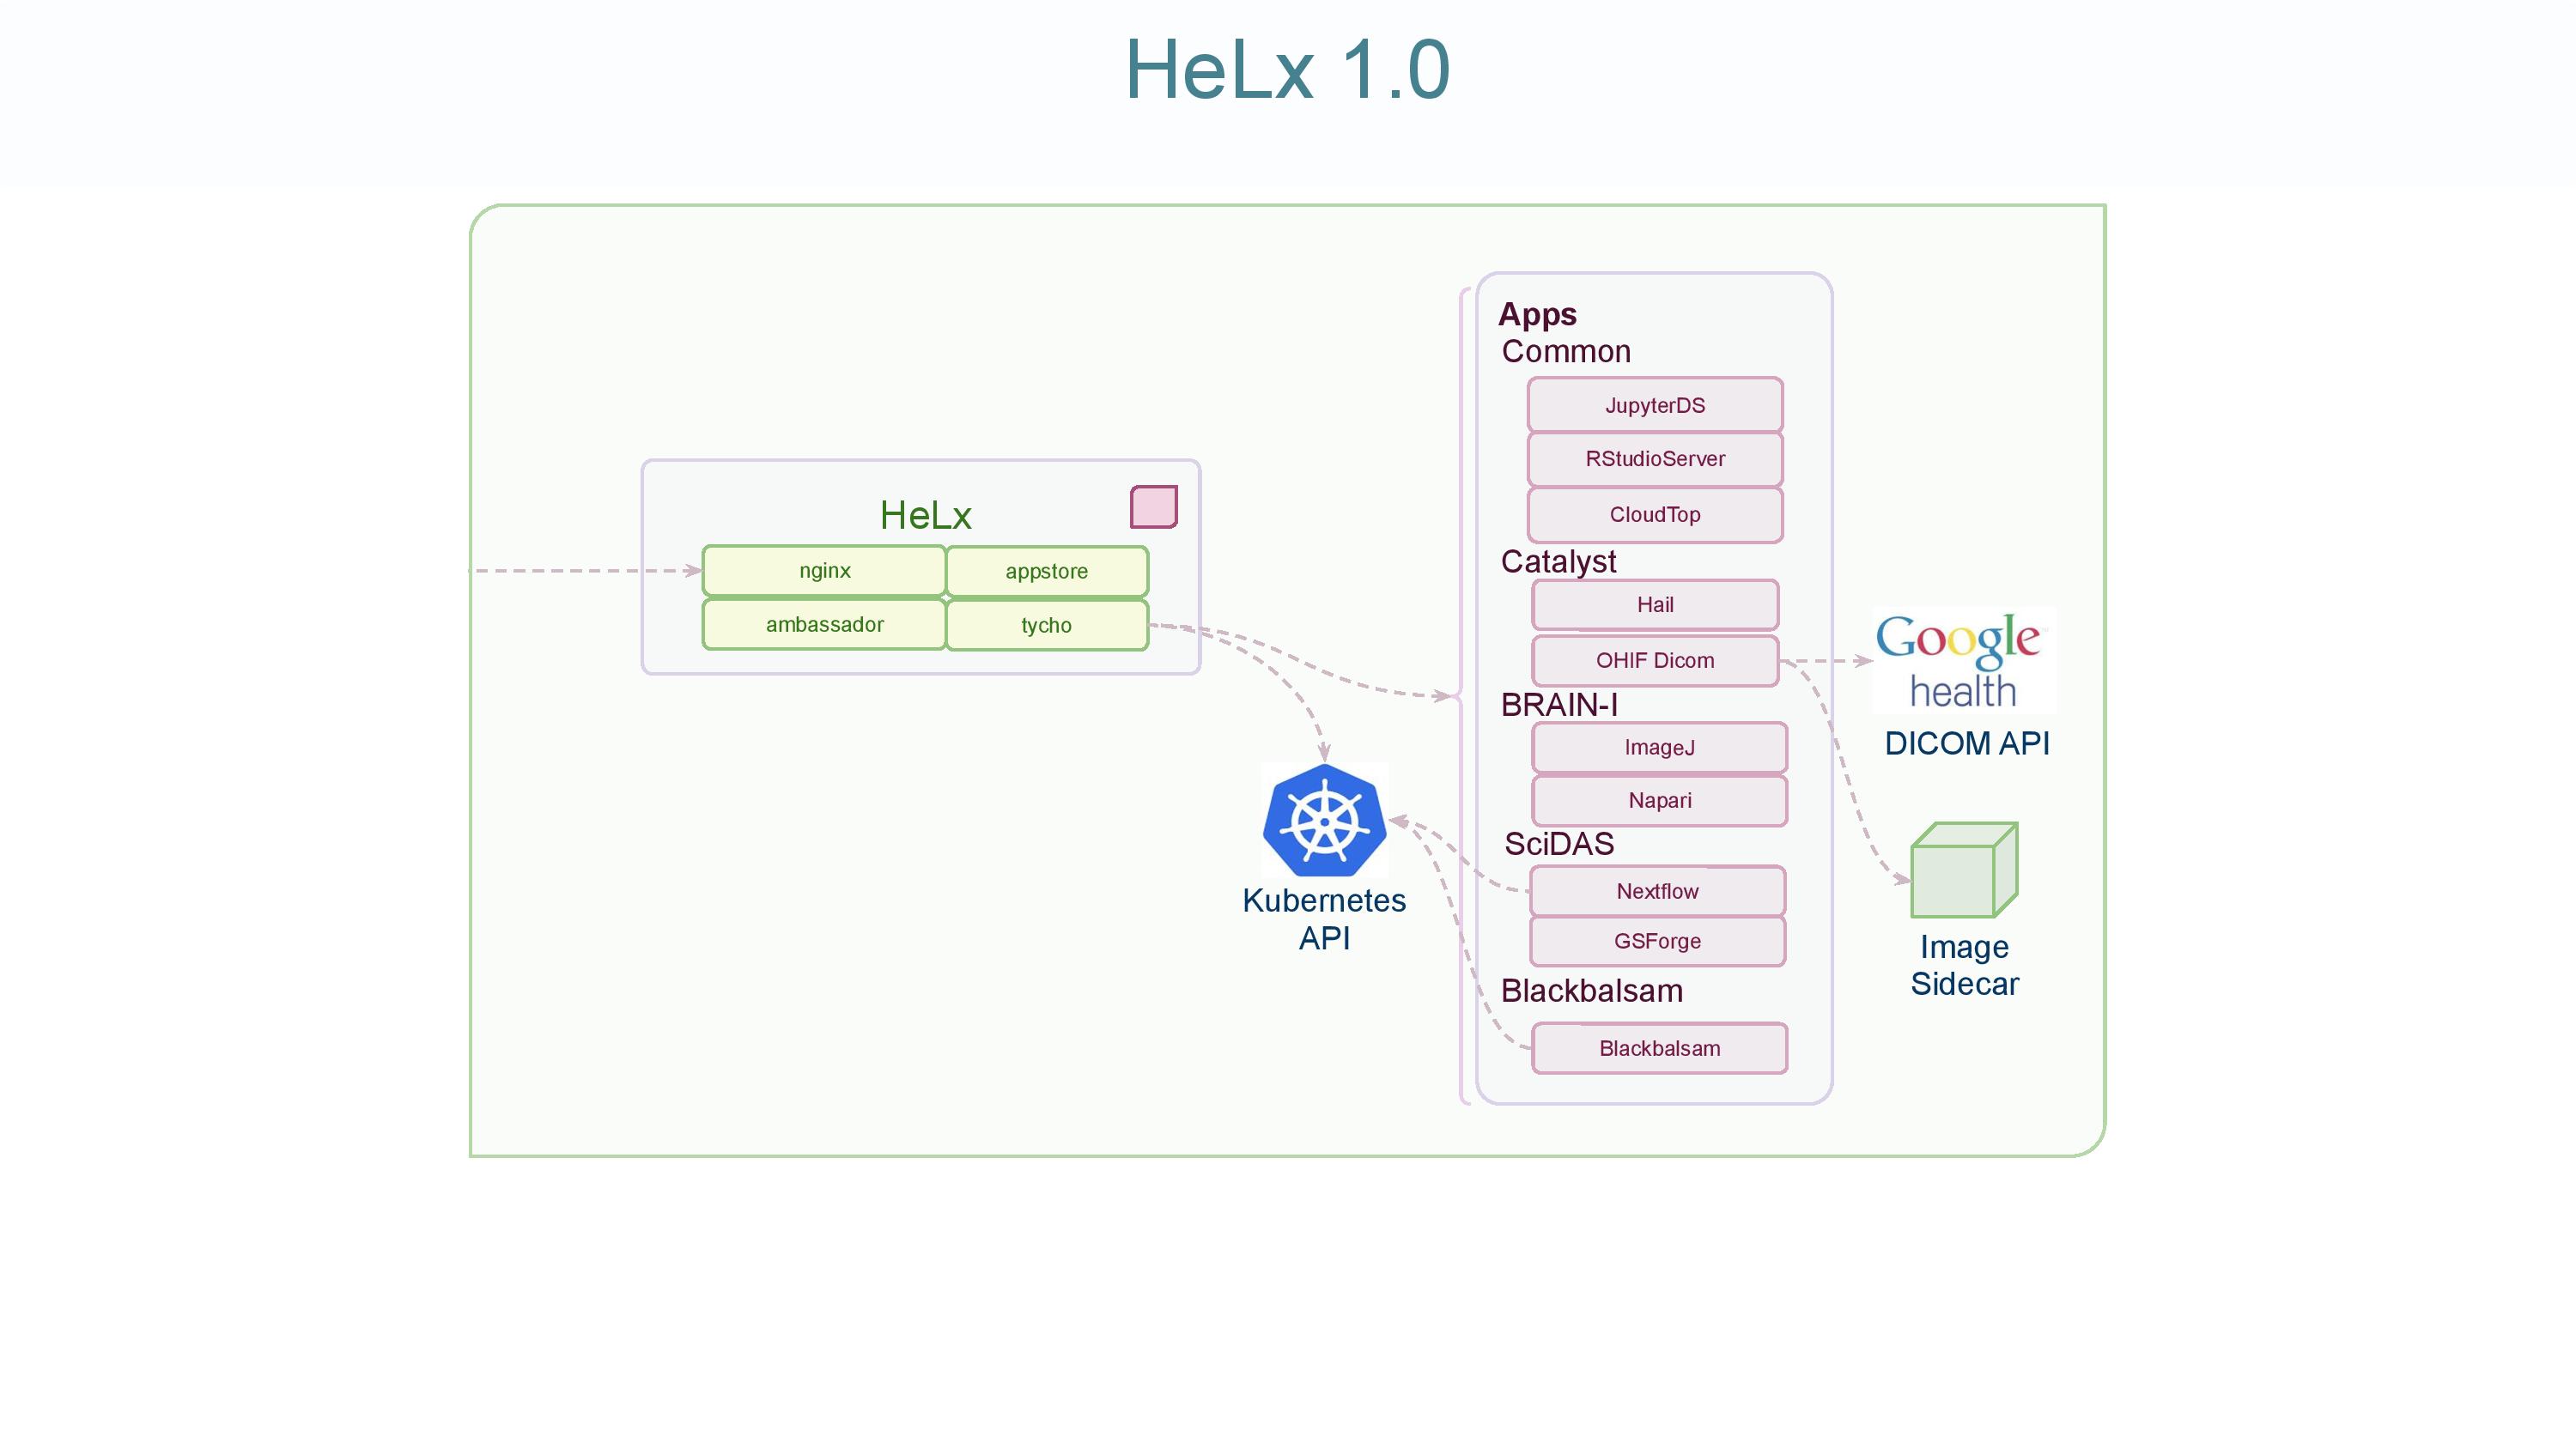 HeLx 1.0
HeLx
nginx
appstore
ambassador
tycho
Kubernetes
API
Apps
Common
JupyterDS
RStudioServer
CloudTop
Catalyst
Hail
OHIF Dicom
BRAIN-I
ImageJ
Napari
SciDAS
Nextflow
GSForge
Blackbalsam
Blackbalsam
Google
health
DICOM API
Image
Sidecar